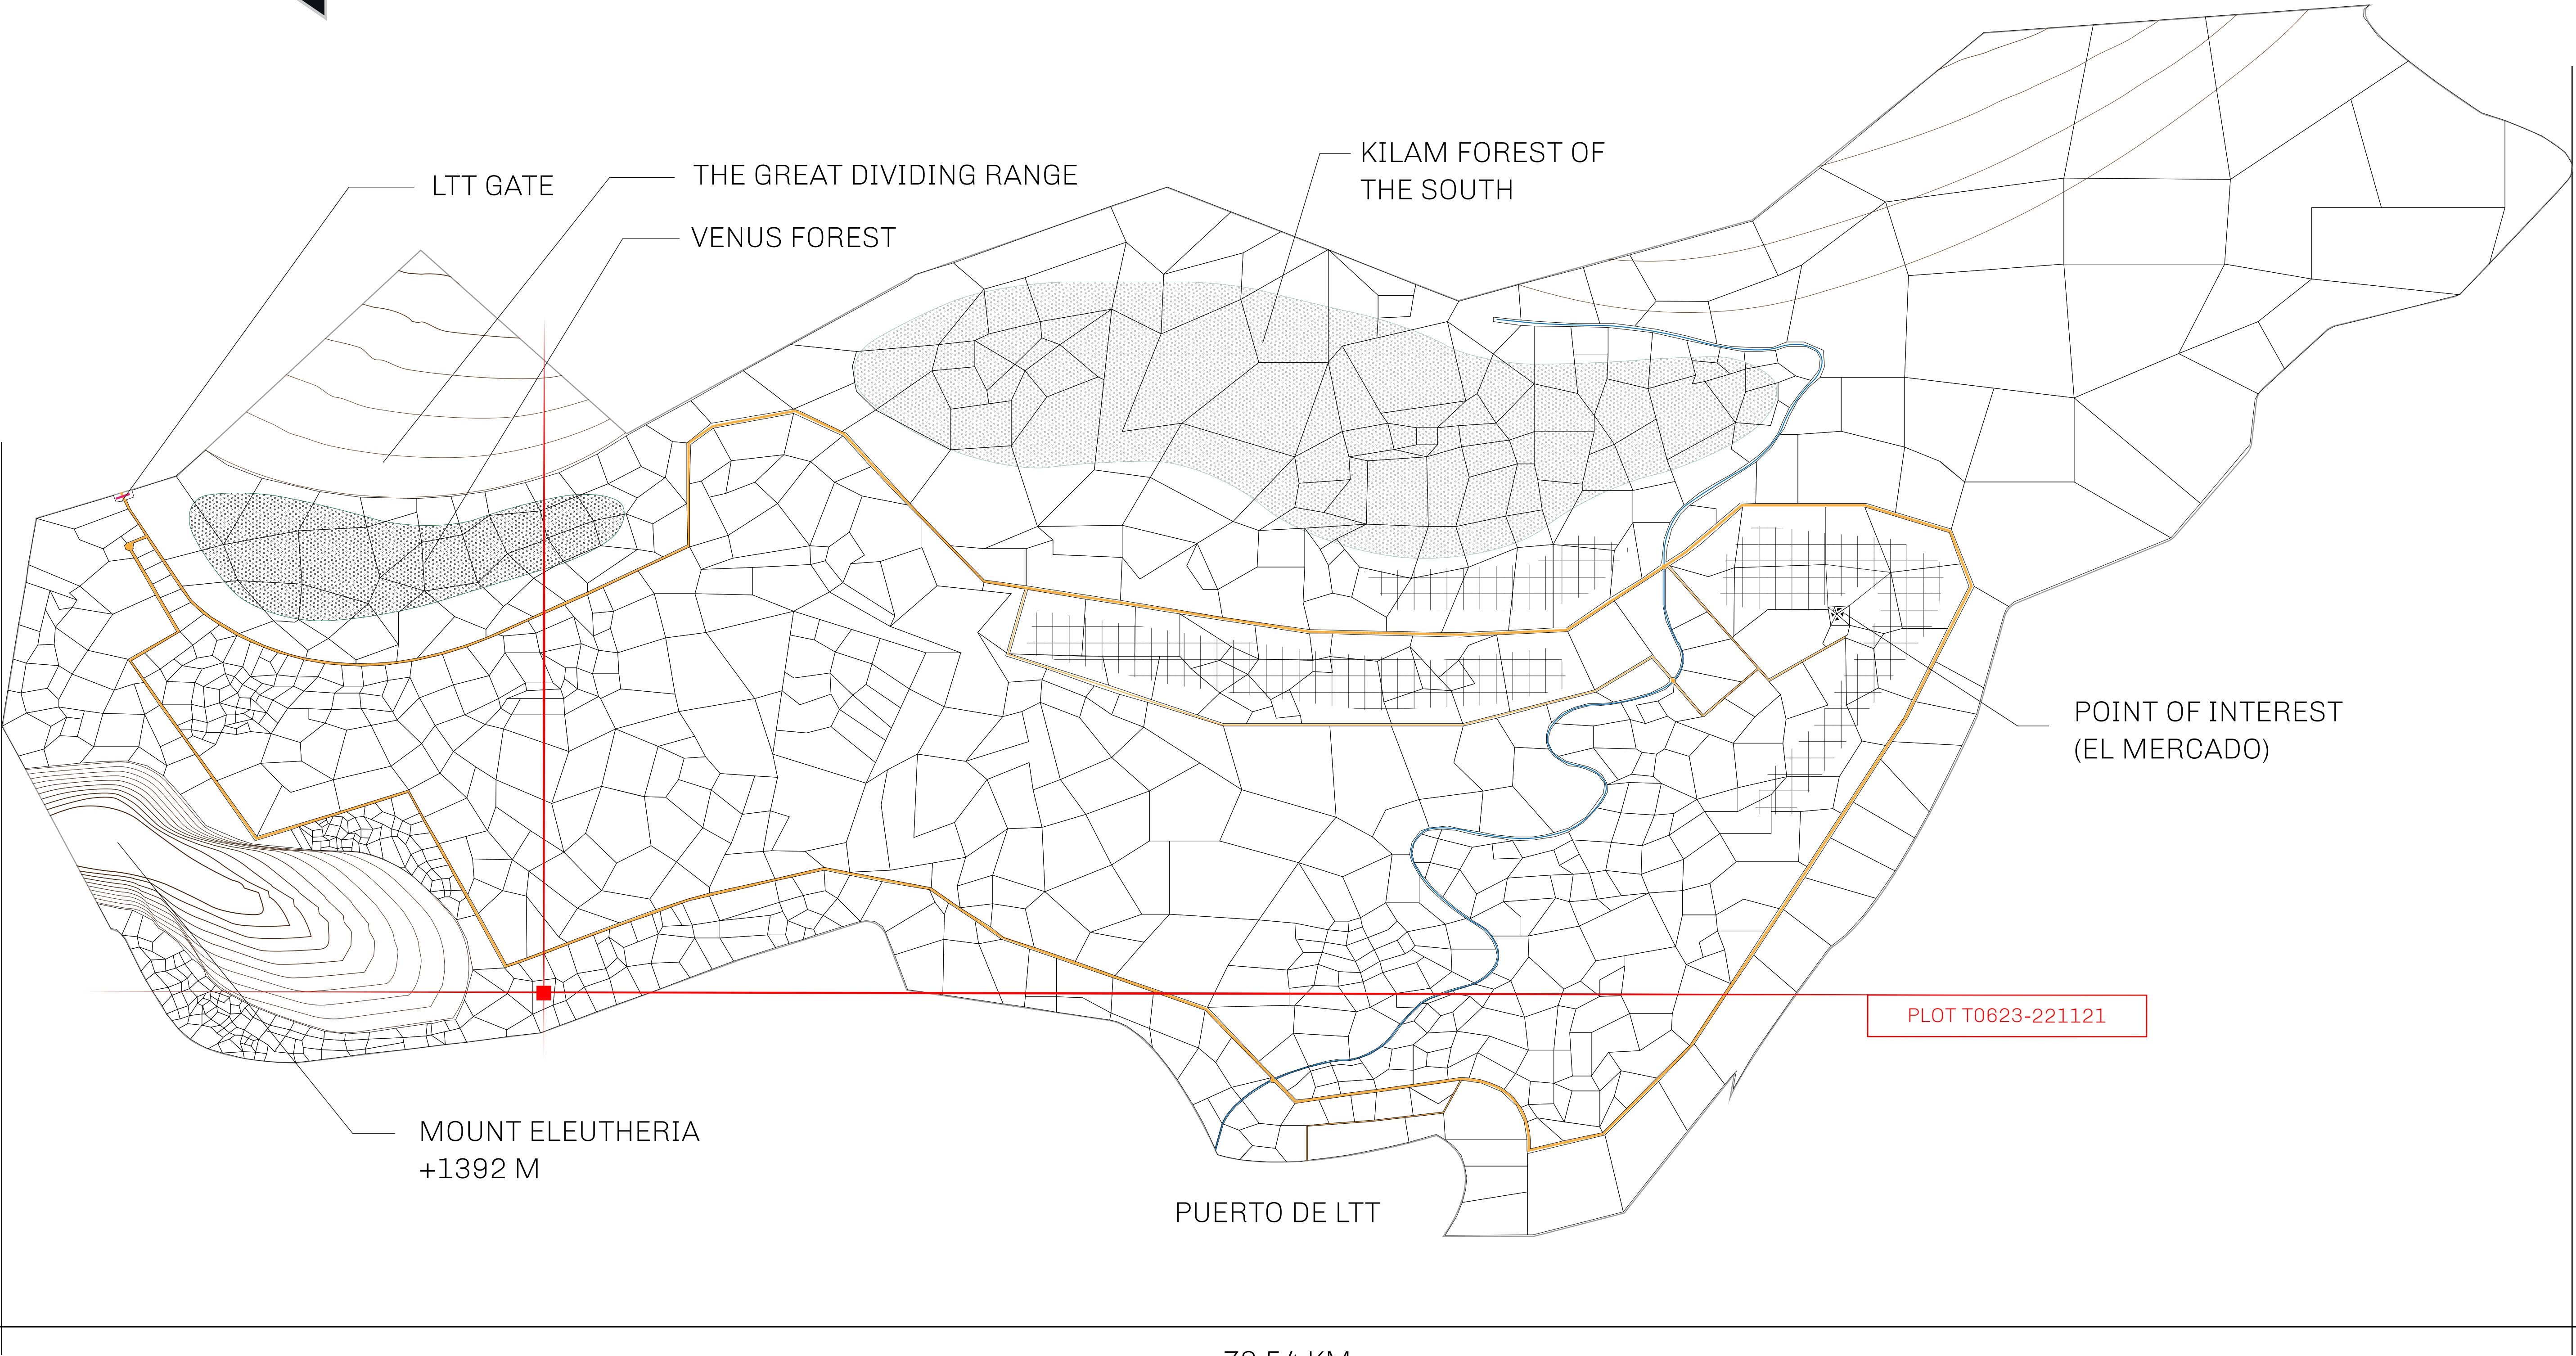 KILAM FOREST OF
THE SOUTH
THE GREAT DIVIDING RANGE
LTT GATE
VENUS FOREST
POINT OF INTEREST
(EL MERCADO)
PLOT T0623-221121
MOUNT ELEUTHERIA
+1392 M
PUERTO DE LTT
KM